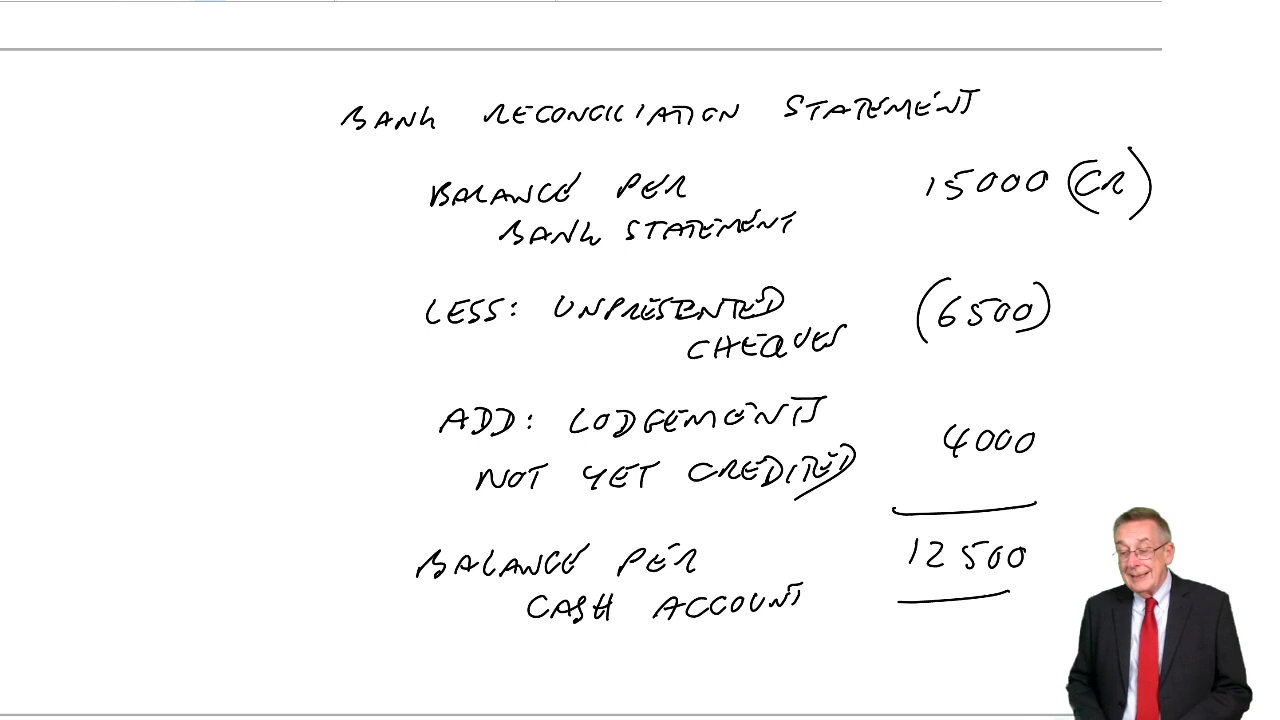 BANK RECONCILIATION STATEMENT
BALANCE PER 15000 (CR)
BANK STATEMENT
LESS: UNPRESENTED (6500)
CHEQUES
ADD: LODGEMENTS
NOT YET CREDITED 4000
BALANCE PER 12500
CASH ACCOUNT